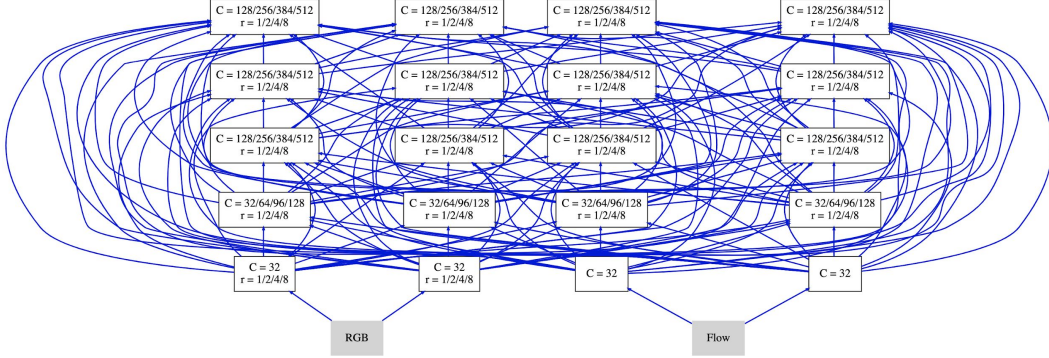 C = 128/256/384/512
r = 1/2/4/8
C = 128/256/384/512
r = 1/2/4/8
C = 128/256/384/512
r = 1/2/4/8
C = 128/256/384/512
r = 1/2/4/8
C = 128/256/384/512
r = 1/2/4/8
C = 128/256/384/512
r = 1/2/4/8
C = 128/256/384/512
r = 1/2/4/8
C = 128/256/384/512
r = 1/2/4/8
C = 128/256/384/512
r = 1/2/4/8
C = 128/256/384/512
r = 1/2/4/8
C = 128/256/384/512
r = 1/2/4/8
C = 128/256/384/512
r = 1/2/4/8
C = 32/64/96/128
r = 1/2/4/8
C = 32/64/96/128
r = 1/2/4/8
C = 32/64/96/128
r = 1/2/4/8
C = 32/64/96/128
r = 1/2/4/8
C = 32
r = 1/2/4/8
C = 32
r = 1/2/4/8
C = 32
C = 32
RGB
Flow